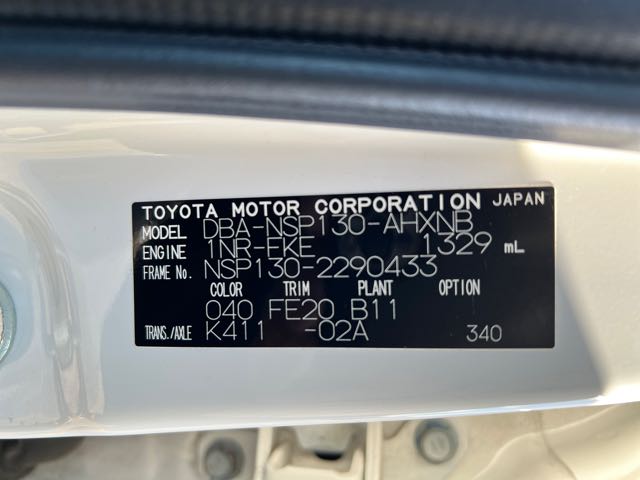 TOYOTA MOTOR CORPORATION JAPAN
MODEL DBA-NSP130-AHXNB
ENGINE 1NR-FKE 1329 mL
FRAME No. NSP130-2290433
COLOR TRIM PLANT OPTION
040 FE20 B11
TRANS./AXLE K411 -02A 340